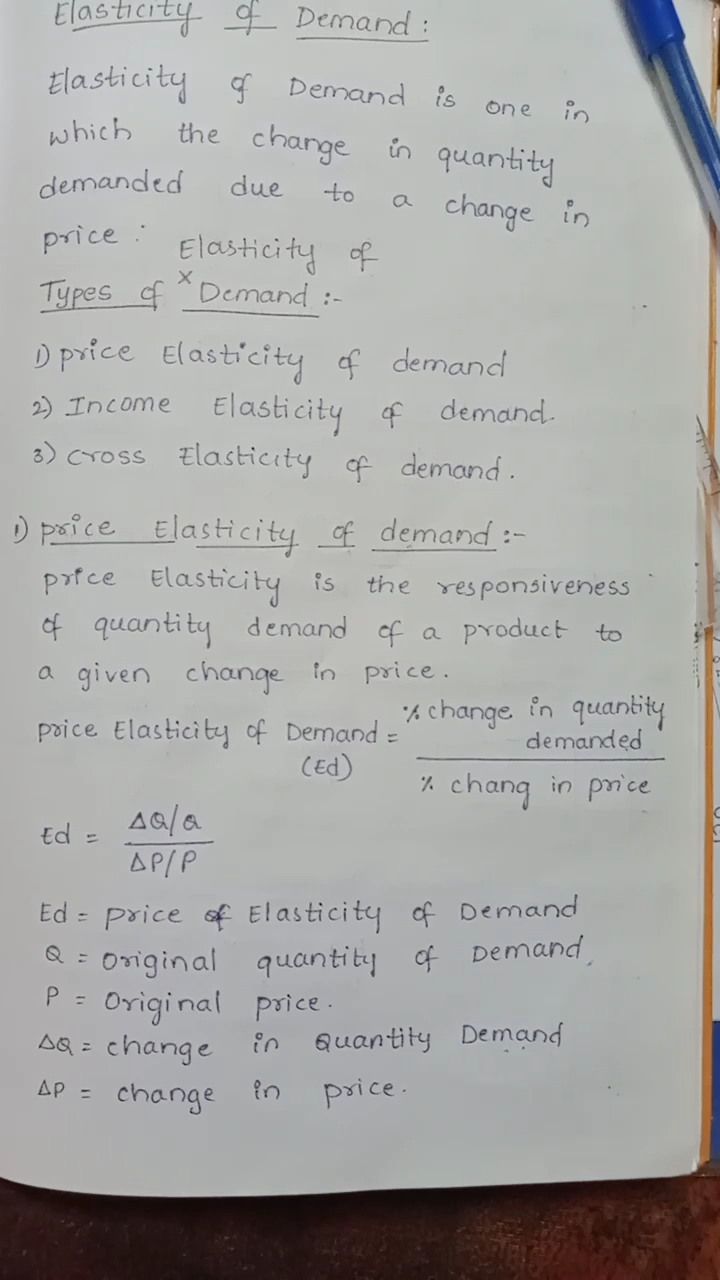 Elasticity of Demand :
Elasticity of Demand is one in
which the change in quantity
demanded due to a change in
price :
Elasticity of
Types of x Demand :-
1) price Elasticity of demand
2) Income Elasticity of demand.
3) cross Elasticity of demand.
1) price Elasticity of demand :-
price Elasticity is the responsiveness
of quantity demand of a product to
a given change in price.
price Elasticity of Demand = % change in quantity
demanded
(Ed)
% chang in price
Ed = ΔQ/Q
ΔP/P
Ed = price of Elasticity of Demand
Q = Original quantity of Demand.
P = Original price.
ΔQ = change in Quantity Demand
ΔP = change in price.